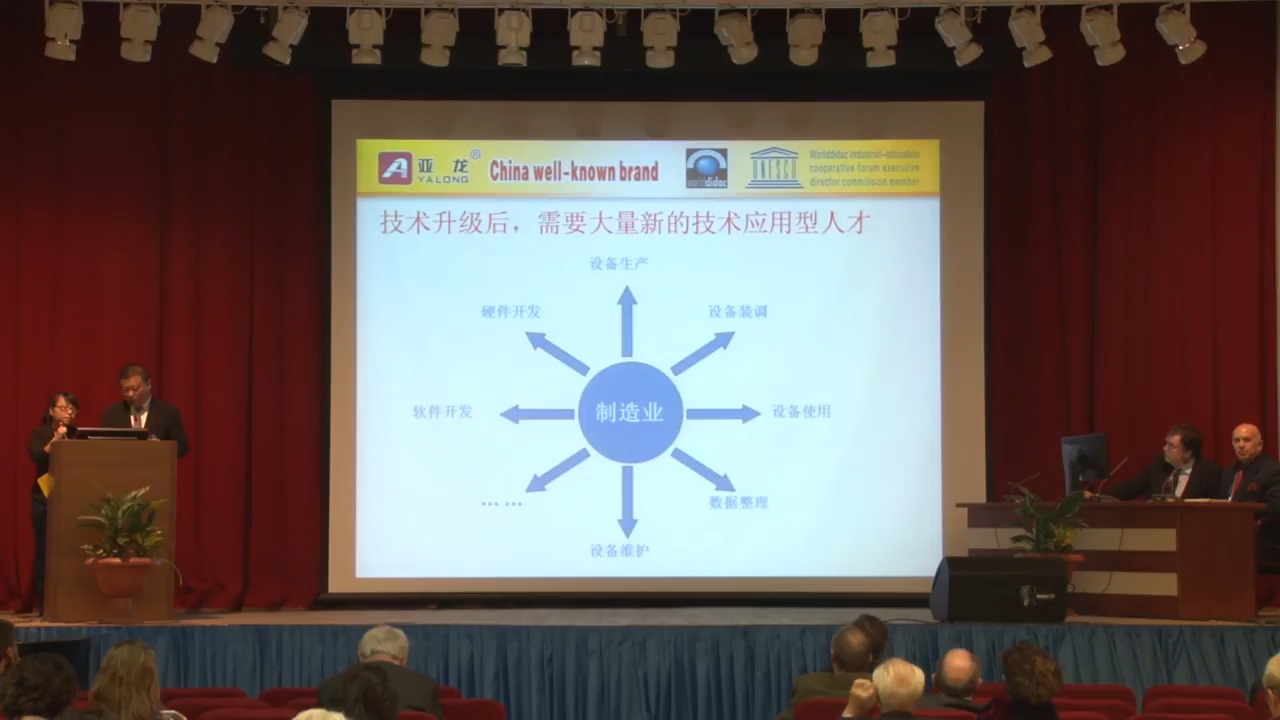 亚龙®
YALONG
China well-known brand
worlddidac
UNESCO
Worlddidac industrial-education
cooperative forum executive
director commission member
技术升级后，需要大量新的技术应用型人才
设备生产
硬件开发
设备装调
软件开发
制造业
设备使用
... ...
数据整理
设备维护